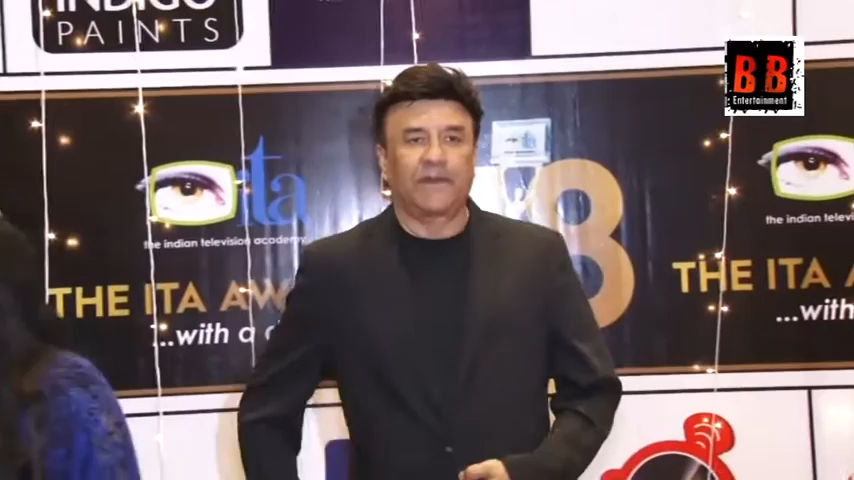 INDIGO
PAINTS
B B
Entertainment
ita
the indian television academy
THE ITA AW
...with a c
8
the indian televis
THE ITA A
...with